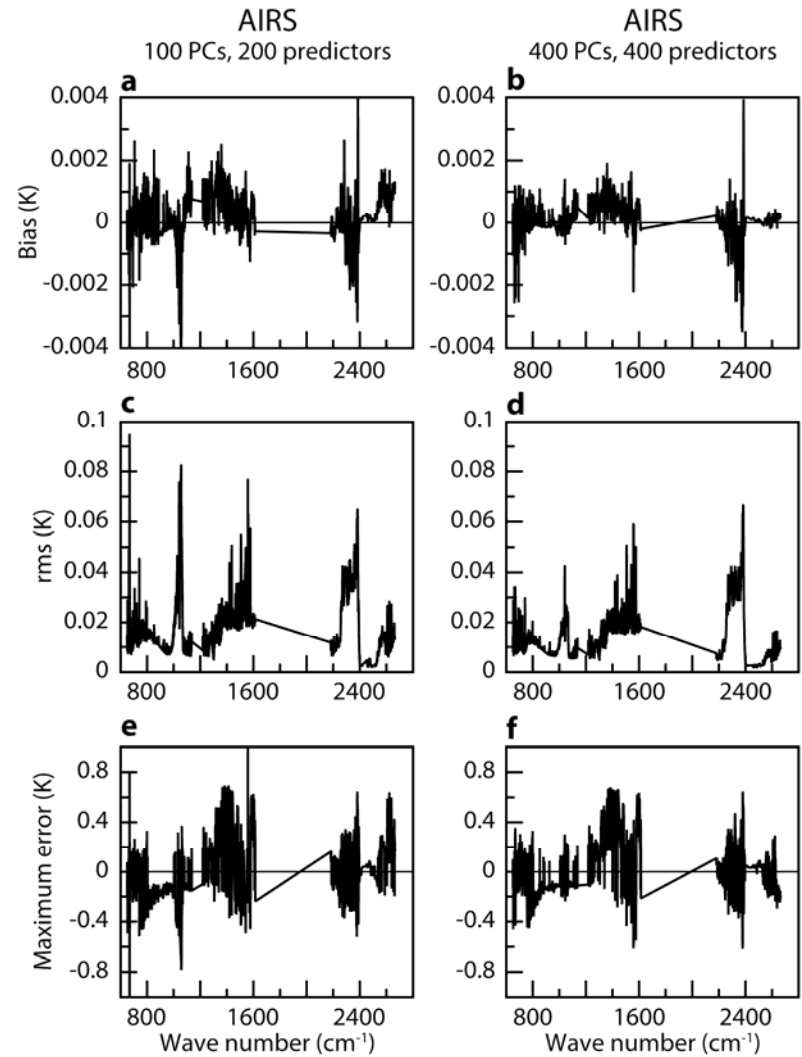 AIRS
100 PCs, 200 predictors
AIRS
400 PCs, 400 predictors
a
b
0.004
0.002
0
-0.002
-0.004
Bias (K)
800 1600 2400
0.004
0.002
0
-0.002
-0.004
800 1600 2400
c
d
0.1
0.08
0.06
0.04
0.02
0
rms (K)
800 1600 2400
0.1
0.08
0.06
0.04
0.02
0
800 1600 2400
e
f
0.8
0.4
0
-0.4
-0.8
Maximum error (K)
800 1600 2400
Wave number (cm⁻¹)
0.8
0.4
0
-0.4
-0.8
800 1600 2400
Wave number (cm⁻¹)